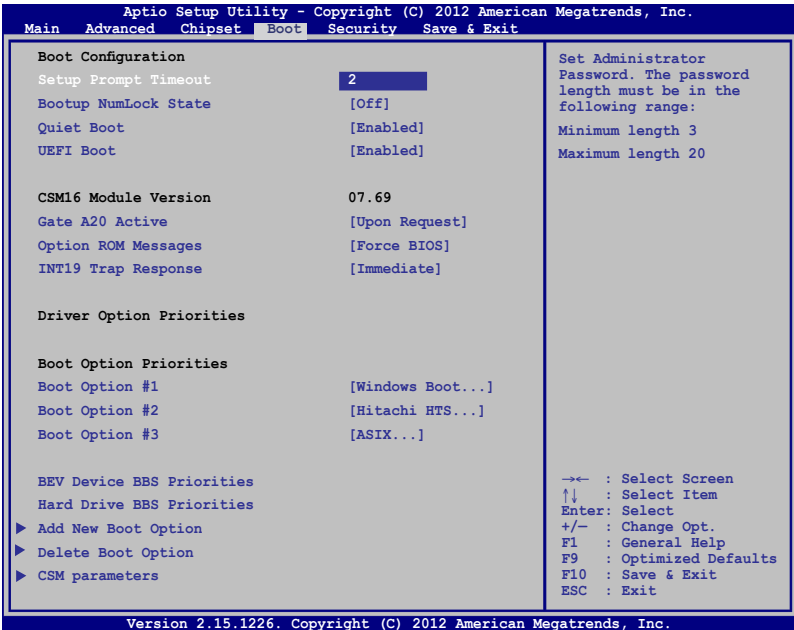 Aptio Setup Utility - Copyright (C) 2012 American Megatrends, Inc.
Main Advanced Chipset Boot Security Save & Exit
Boot Configuration
Setup Prompt Timeout 2
Bootup NumLock State [Off]
Quiet Boot [Enabled]
UEFI Boot [Enabled]
CSM16 Module Version 07.69
Gate A20 Active [Upon Request]
Option ROM Messages [Force BIOS]
INT19 Trap Response [Immediate]
Driver Option Priorities
Boot Option Priorities
Boot Option #1 [Windows Boot...]
Boot Option #2 [Hitachi HTS...]
Boot Option #3 [ASIX...]
BEV Device BBS Priorities
Hard Drive BBS Priorities
Add New Boot Option
Delete Boot Option
CSM parameters
Set Administrator
Password. The password
length must be in the
following range:
Minimum length 3
Maximum length 20
→← : Select Screen
↑↓ : Select Item
Enter: Select
+/— : Change Opt.
F1 : General Help
F9 : Optimized Defaults
F10 : Save & Exit
ESC : Exit
Version 2.15.1226. Copyright (C) 2012 American Megatrends, Inc.